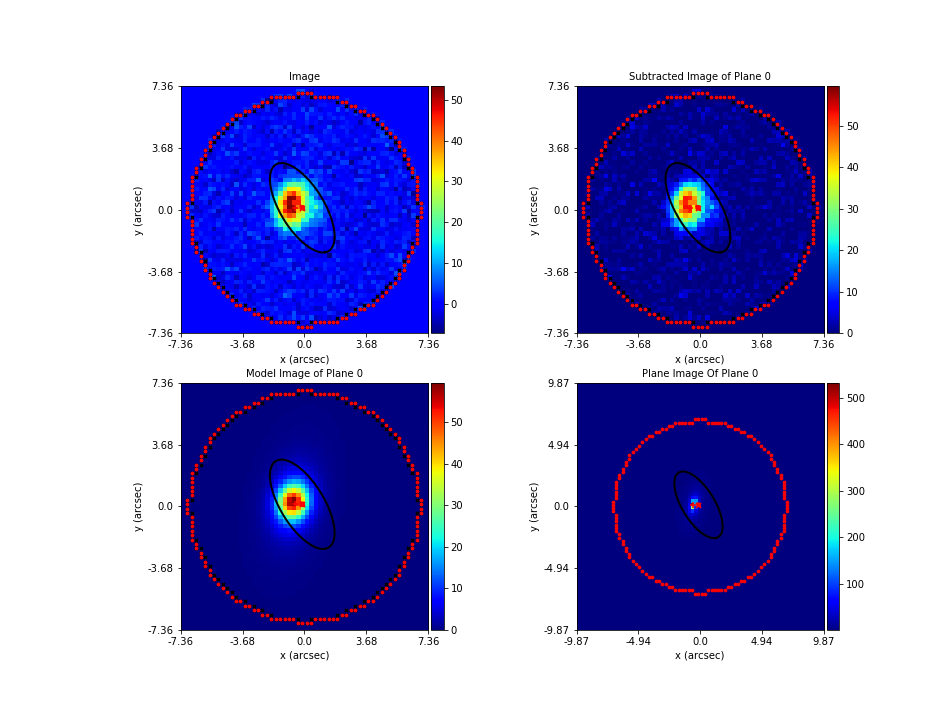 Image
7.36
3.68
0.0
-3.68
-7.36
y (arcsec)
-7.36 -3.68 0.0 3.68 7.36
x (arcsec)
50
40
30
20
10
0
Subtracted Image of Plane 0
7.36
3.68
0.0
-3.68
-7.36
y (arcsec)
-7.36 -3.68 0.0 3.68 7.36
x (arcsec)
50
40
30
20
10
0
Model Image of Plane 0
7.36
3.68
0.0
-3.68
-7.36
y (arcsec)
-7.36 -3.68 0.0 3.68 7.36
x (arcsec)
50
40
30
20
10
0
Plane Image Of Plane 0
9.87
4.94
0.0
-4.94
-9.87
y (arcsec)
-9.87 -4.94 0.0 4.94 9.87
x (arcsec)
500
400
300
200
100